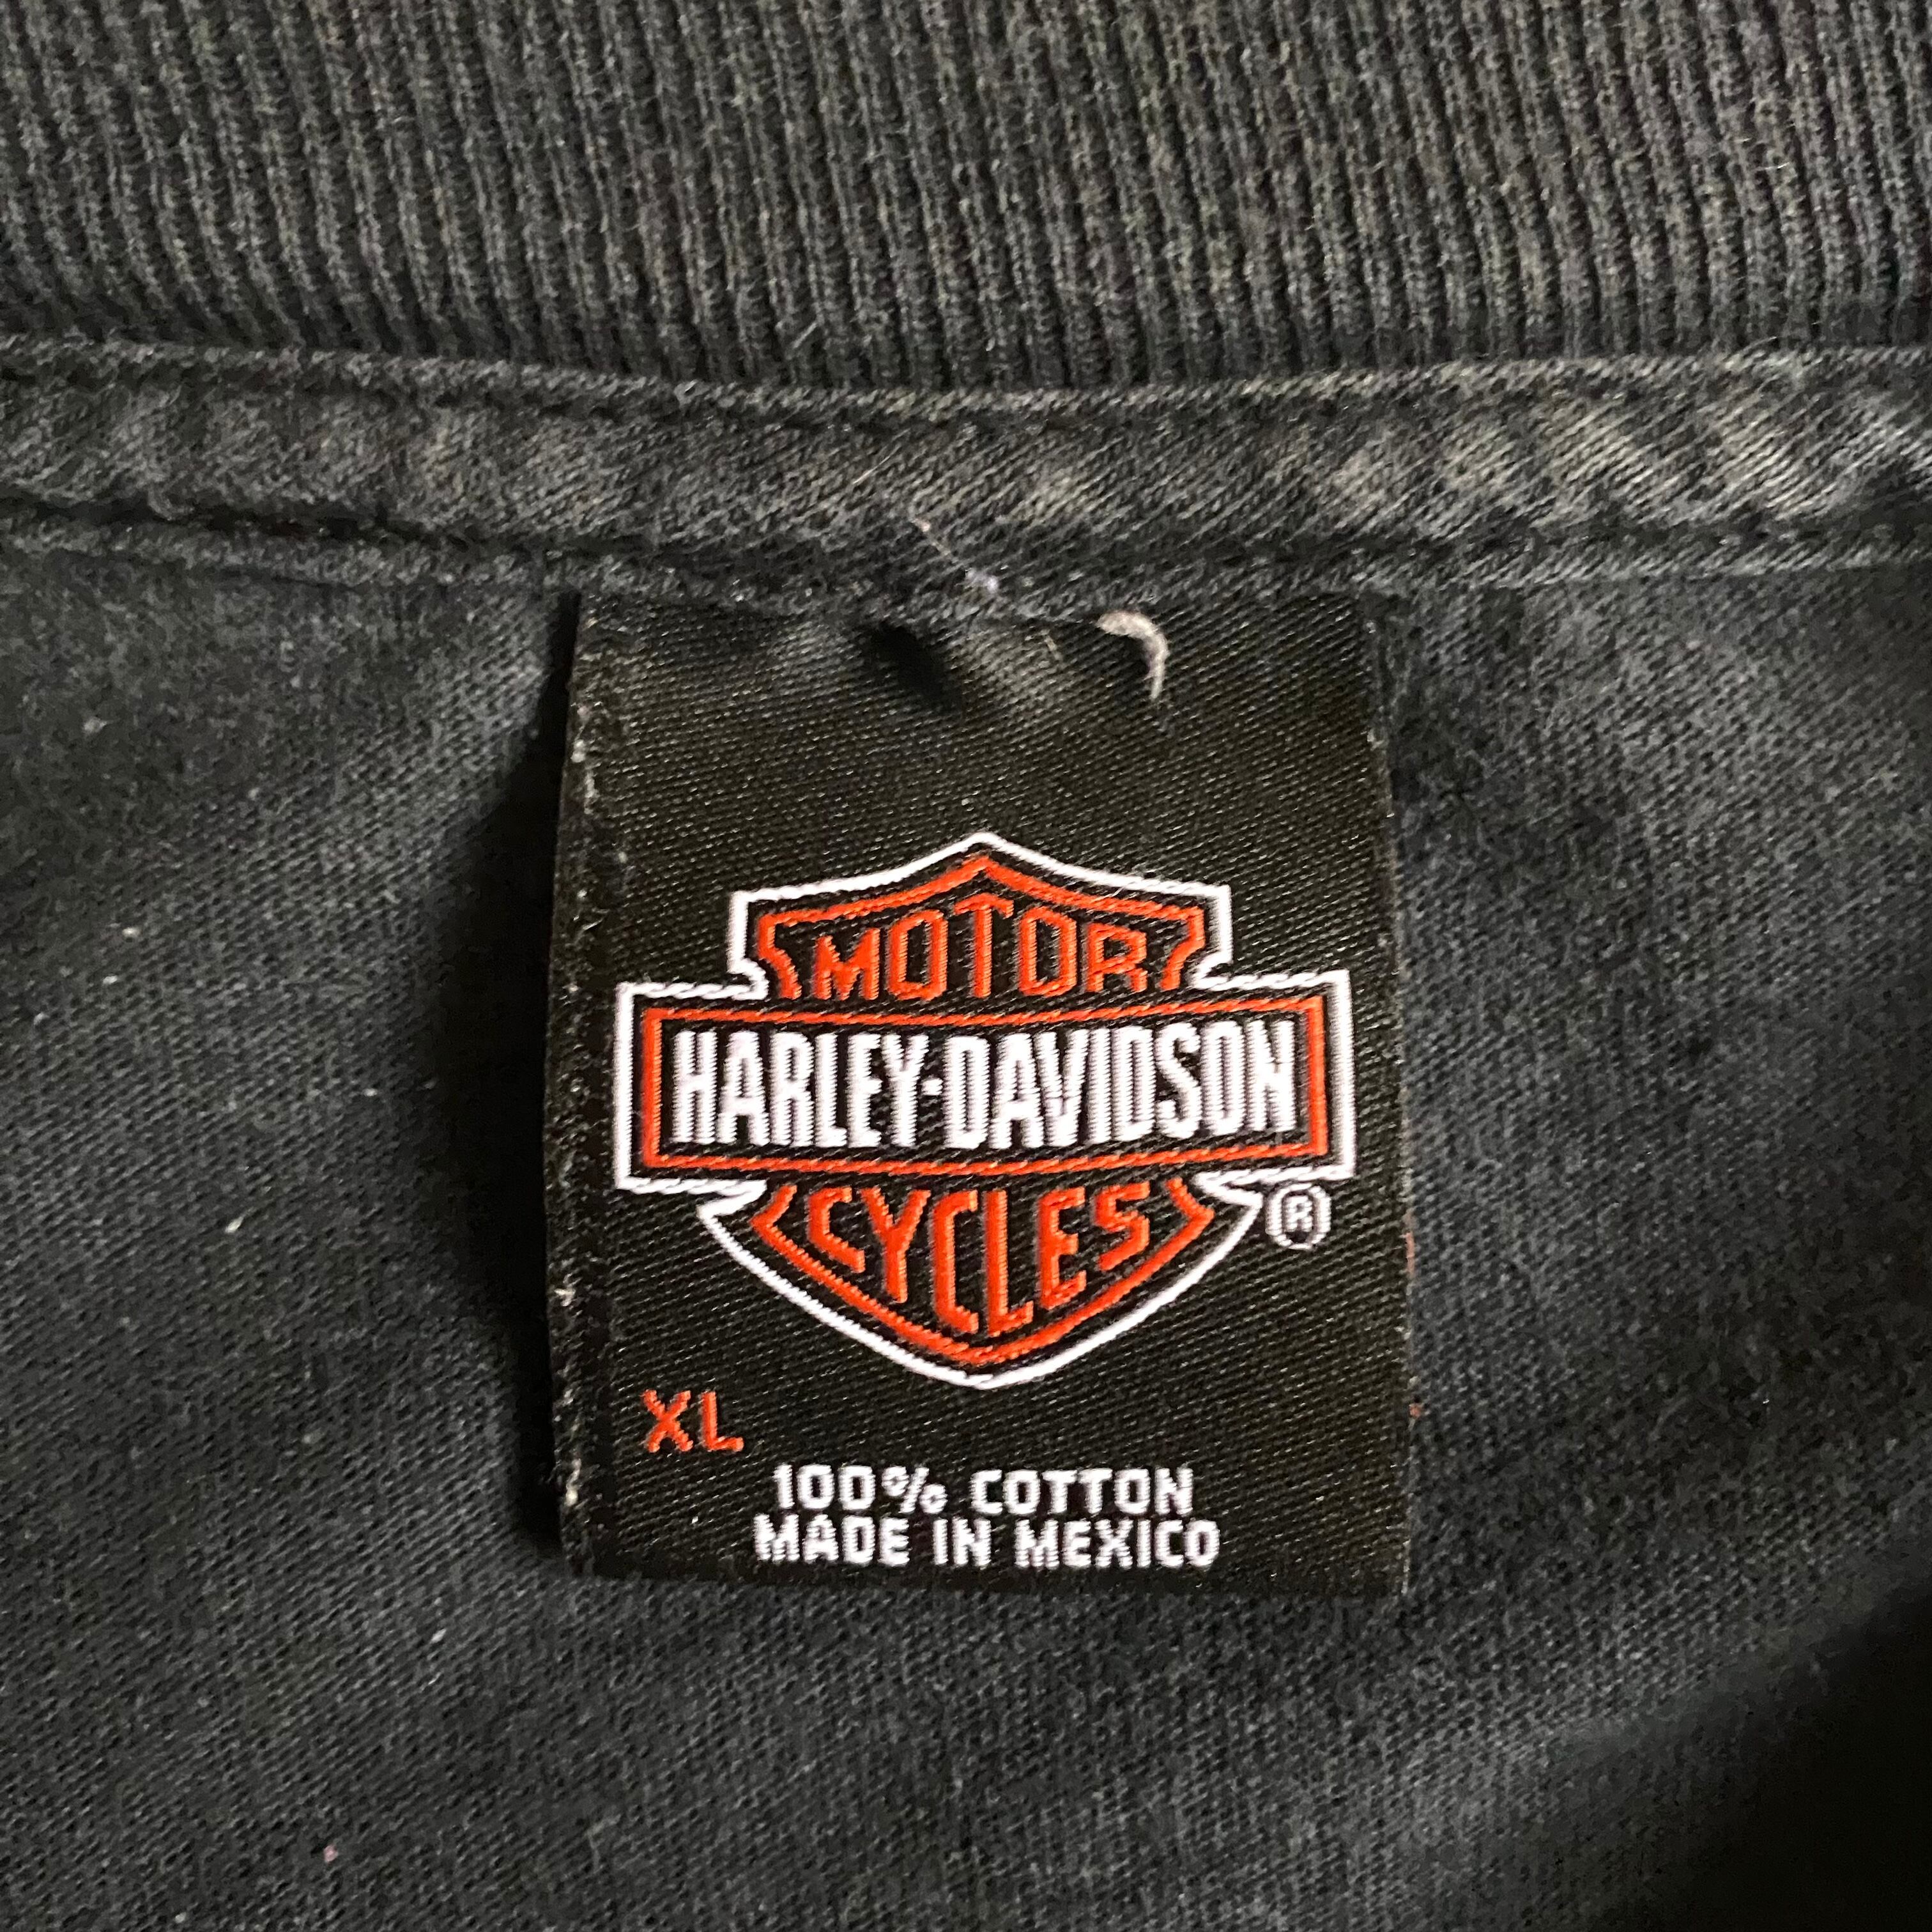 MOTOR
HARLEY-DAVIDSON
CYCLES
®
XL
100% COTTON
MADE IN MEXICO